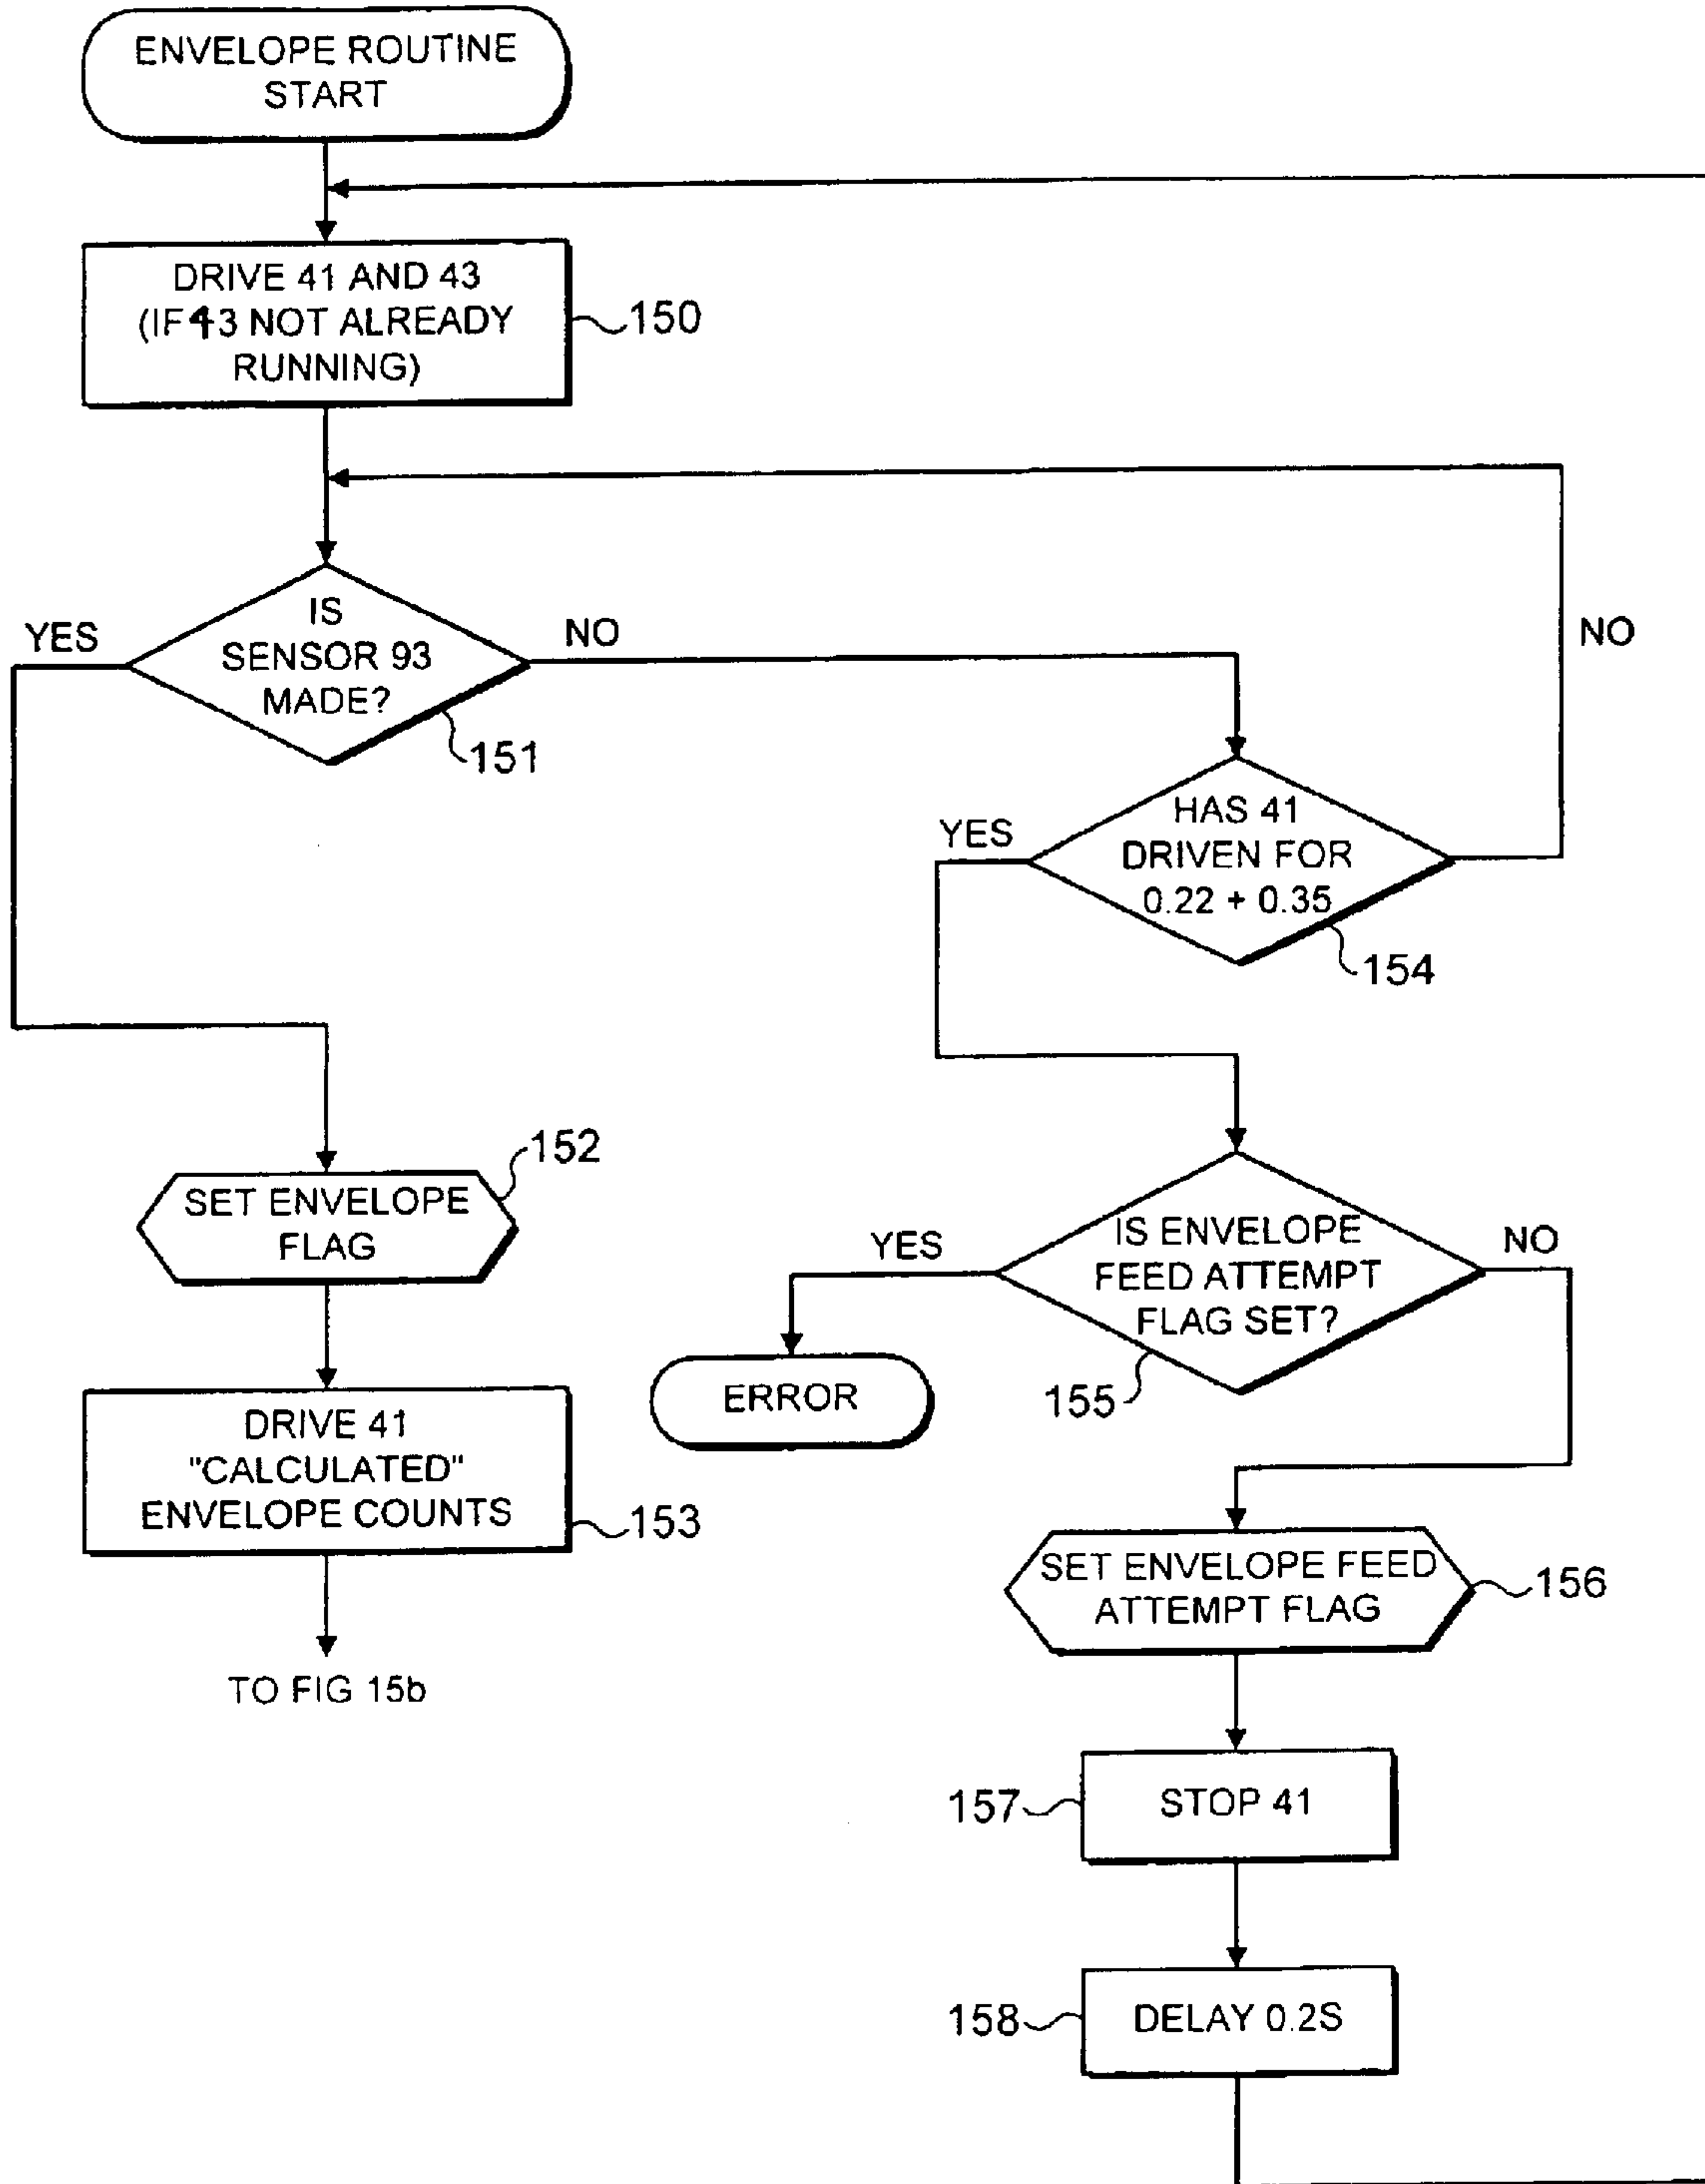 ENVELOPE ROUTINE
START
DRIVE 41 AND 43
(IF 43 NOT ALREADY
RUNNING)
150
IS
SENSOR 93
MADE?
YES
NO
151
NO
HAS 41
DRIVEN FOR
0.22 + 0.35
YES
154
152
SET ENVELOPE
FLAG
IS ENVELOPE
FEED ATTEMPT
FLAG SET?
YES
NO
155
ERROR
DRIVE 41
"CALCULATED"
ENVELOPE COUNTS
153
TO FIG 15b
SET ENVELOPE FEED
ATTEMPT FLAG
156
157
STOP 41
158
DELAY 0.2S